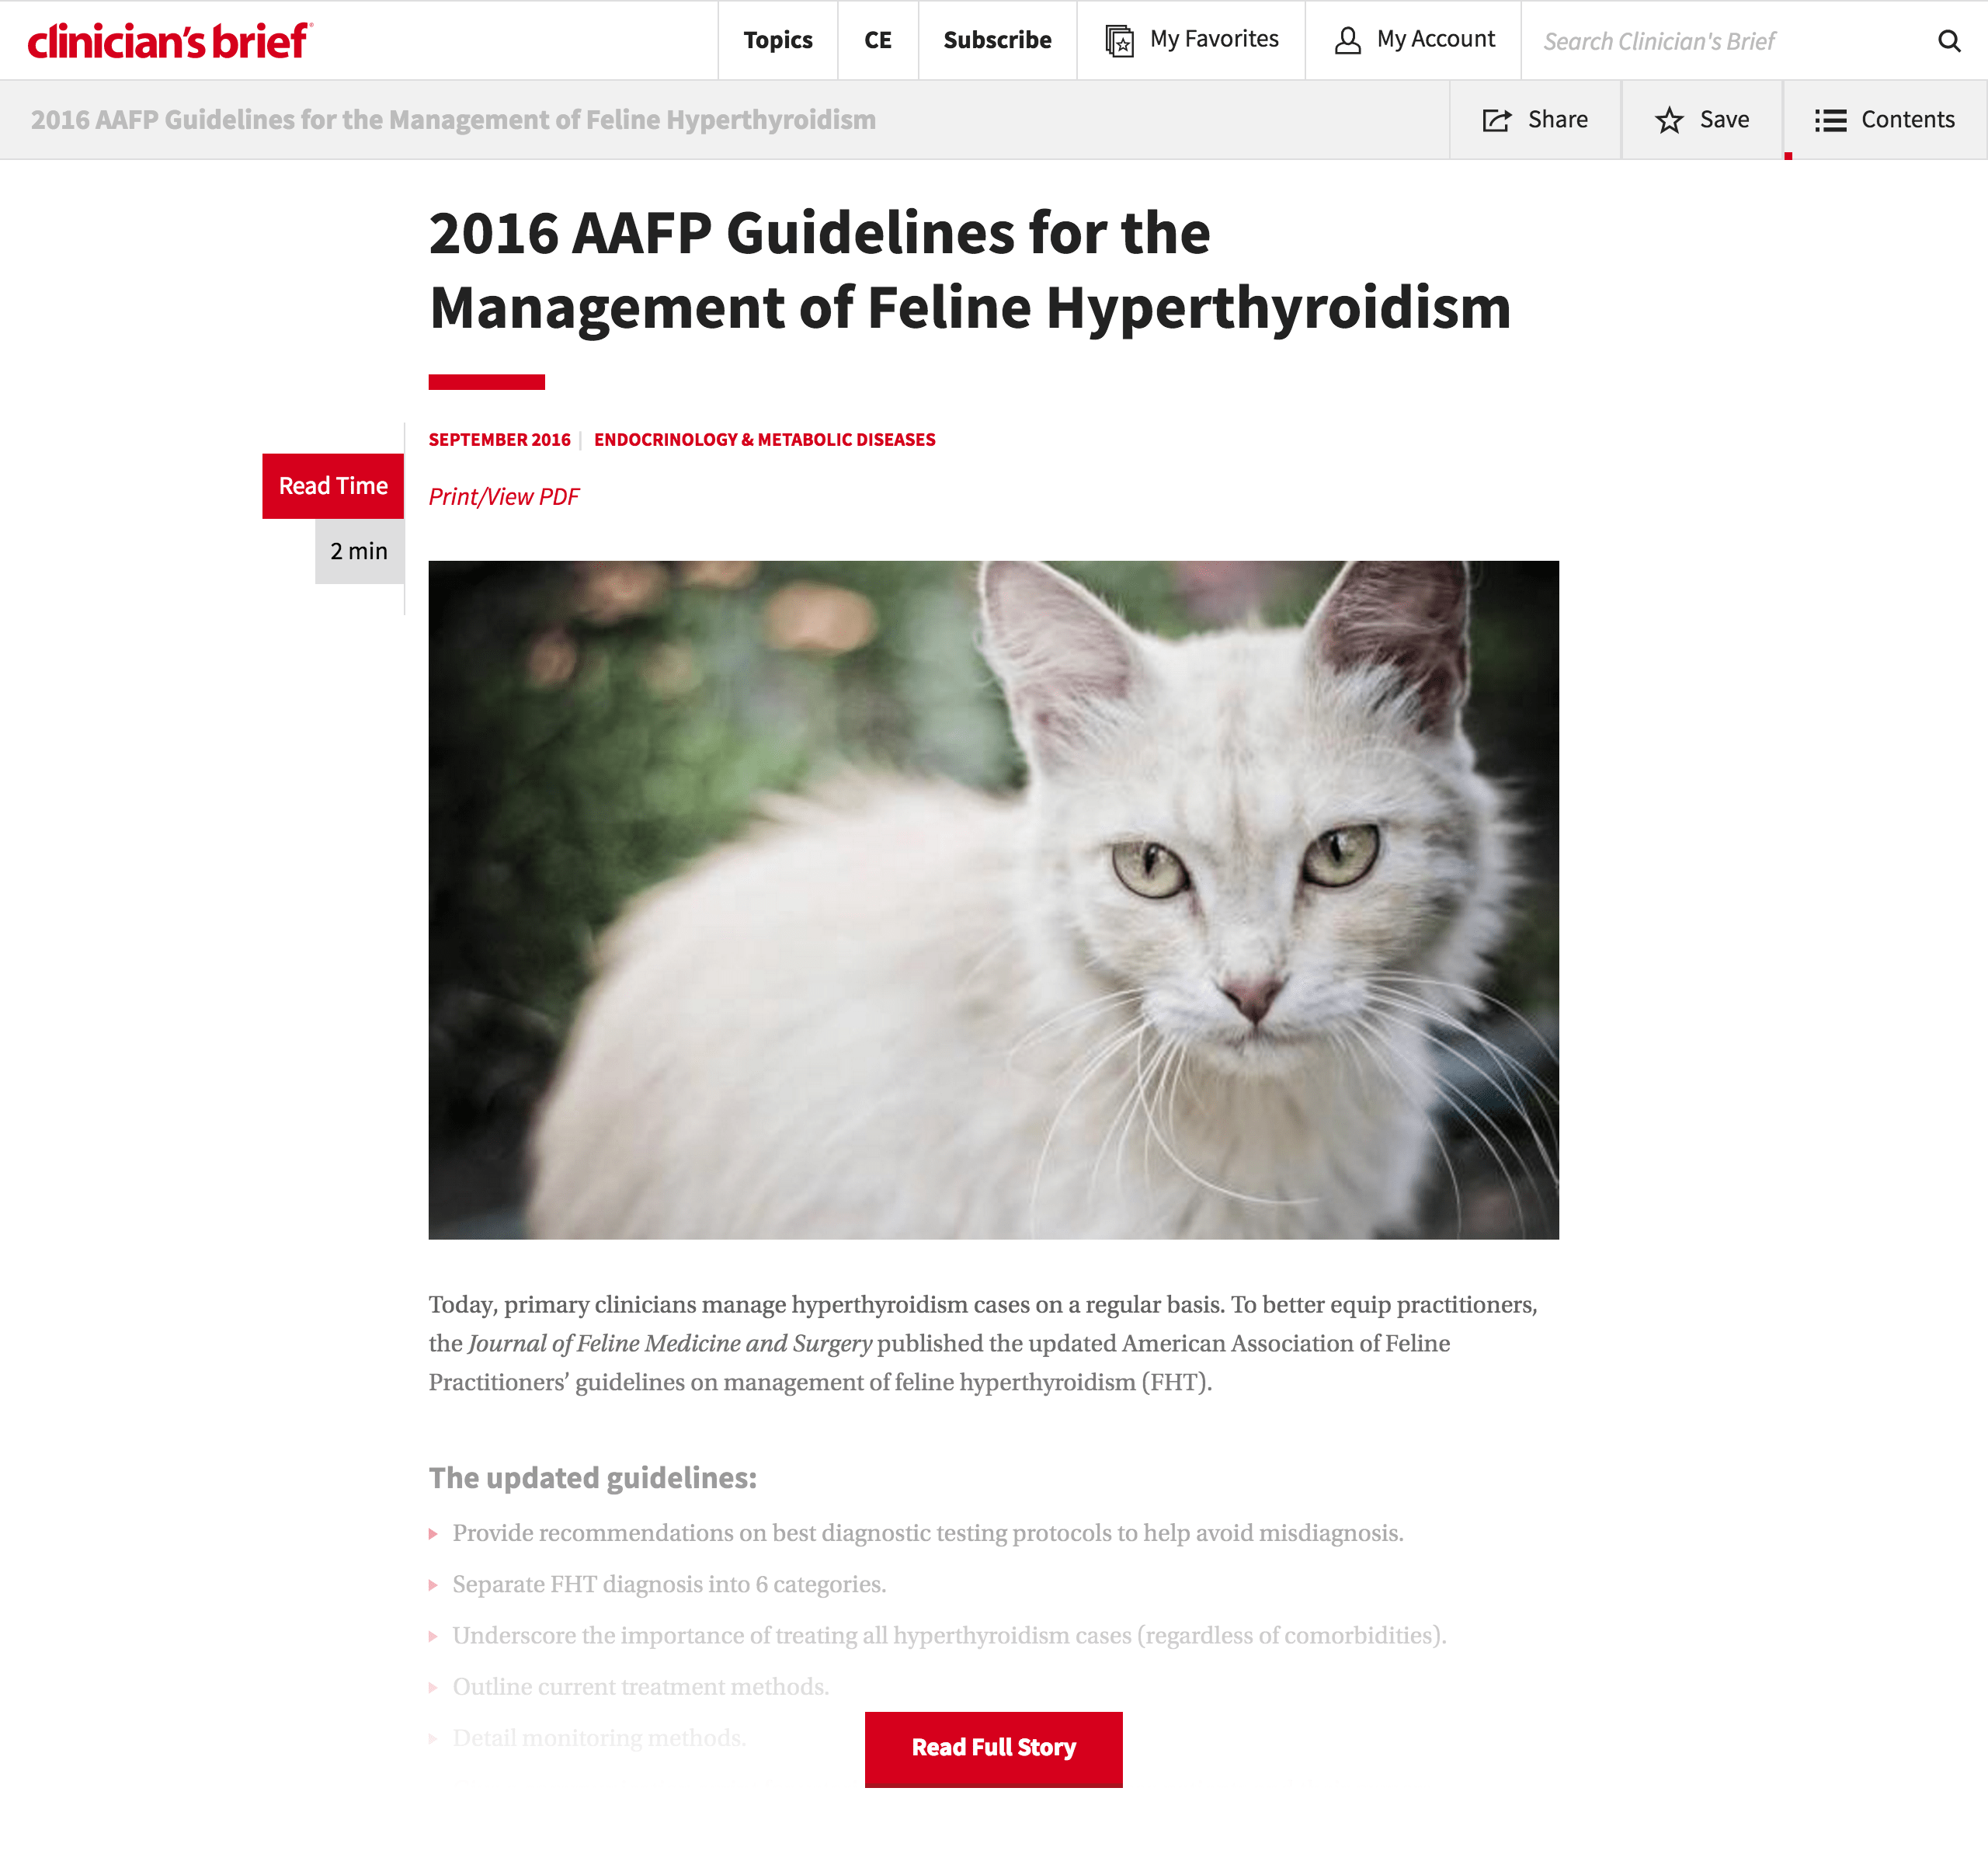 clinician's brief
Topics
CE
Subscribe
My Favorites
My Account
Search Clinician's Brief
2016 AAFP Guidelines for the Management of Feline Hyperthyroidism
Share
Save
Contents
2016 AAFP Guidelines for the
Management of Feline Hyperthyroidism
SEPTEMBER 2016 | ENDOCRINOLOGY & METABOLIC DISEASES
Read Time
Print/View PDF
2 min
Today, primary clinicians manage hyperthyroidism cases on a regular basis. To better equip practitioners,
the Journal of Feline Medicine and Surgery published the updated American Association of Feline
Practitioners’ guidelines on management of feline hyperthyroidism (FHT).
The updated guidelines:
Provide recommendations on best diagnostic testing protocols to help avoid misdiagnosis.
Separate FHT diagnosis into 6 categories.
Underscore the importance of treating all hyperthyroidism cases (regardless of comorbidities).
Outline current treatment methods.
Detail monitoring methods.
Read Full Story